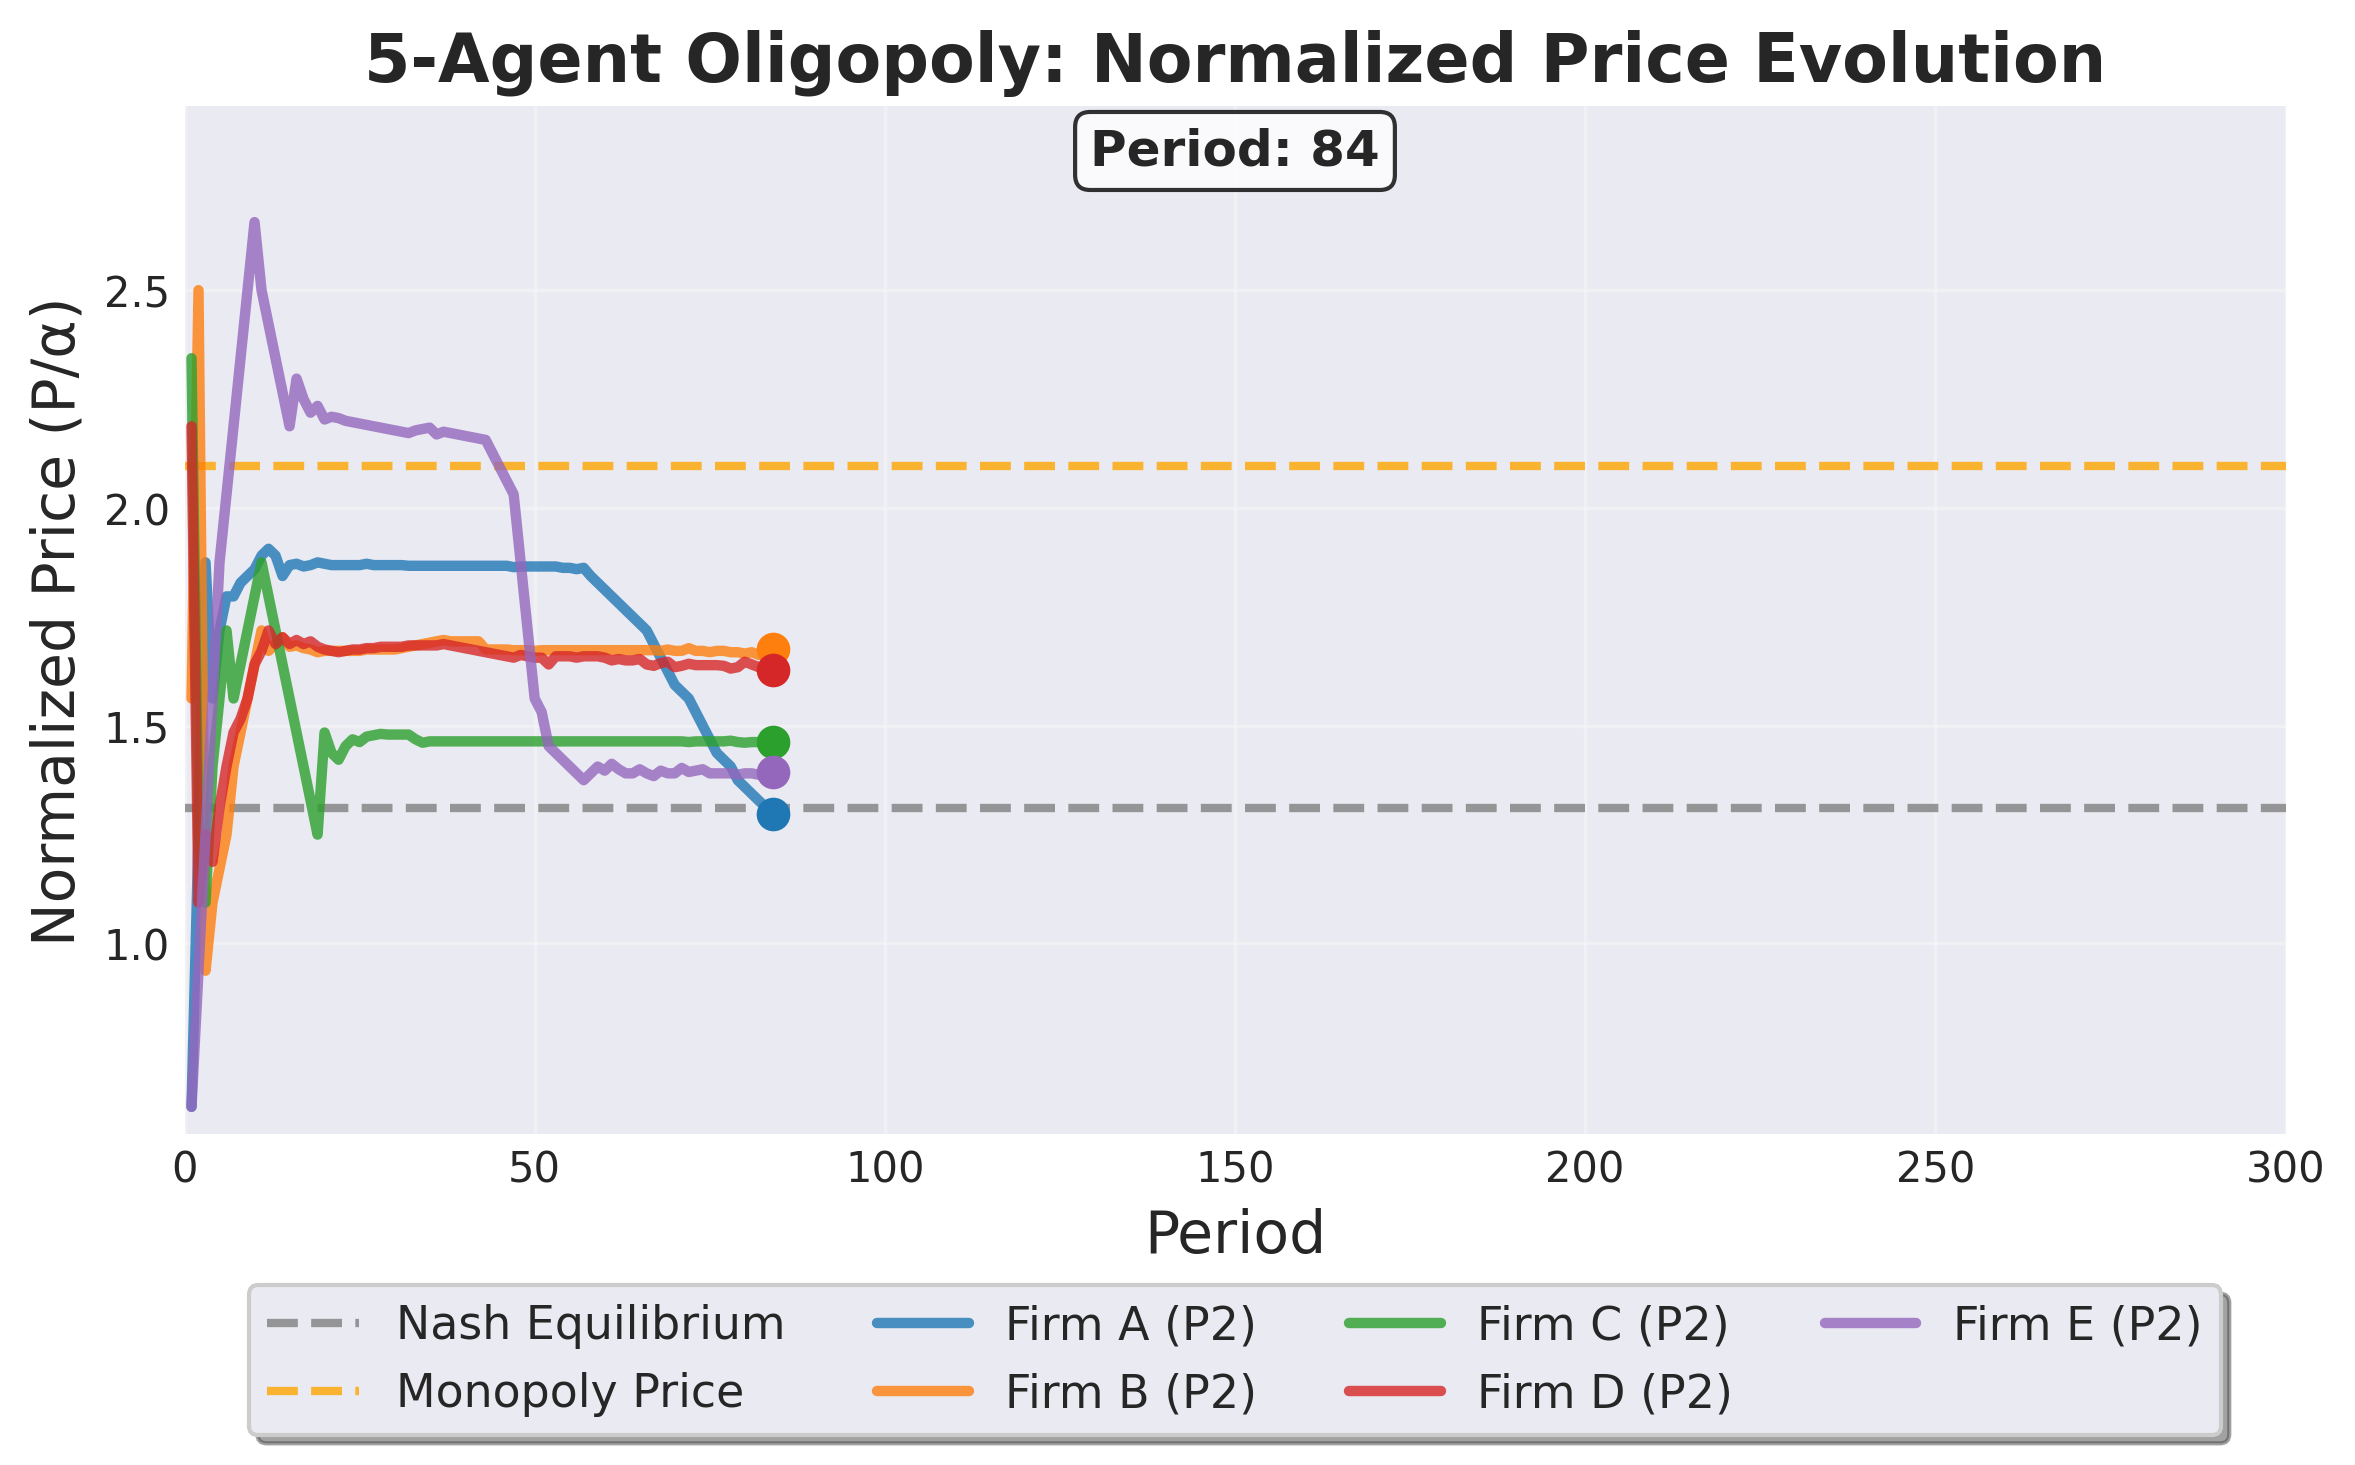 5-Agent Oligopoly: Normalized Price Evolution
Period: 84
Normalized Price (P/α)
2.5
2.0
1.5
1.0
0 50 100 150 200 250 300
Period
Nash Equilibrium Firm A (P2) Firm C (P2) Firm E (P2)
Monopoly Price Firm B (P2) Firm D (P2)